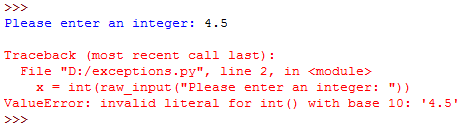 >>>
Please enter an integer: 4.5
Traceback (most recent call last):
  File "D:/exceptions.py", line 2, in <module>
    x = int(raw_input("Please enter an integer: "))
ValueError: invalid literal for int() with base 10: '4.5'
>>>